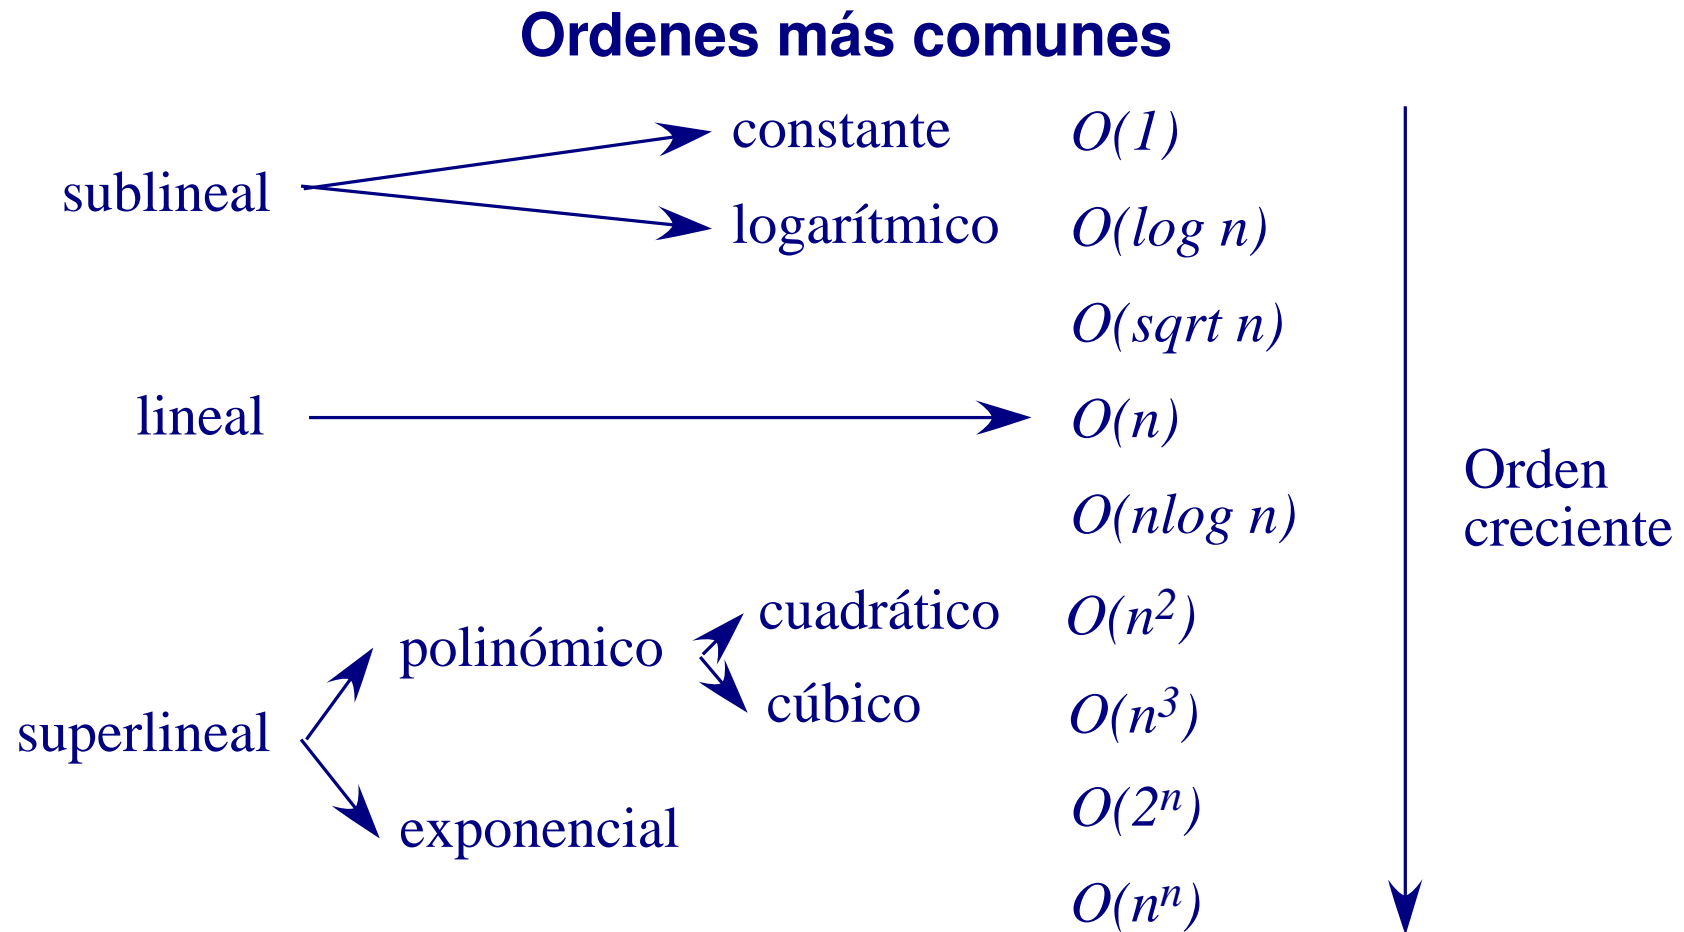 Ordenes más comunes
constante O(1)
sublineal
logarítmico O(log n)
O(sqrt n)
lineal O(n)
Orden
creciente
O(nlog n)
cuadrático O(n²)
polinómico
cúbico O(n³)
superlineal
O(2ⁿ)
exponencial
O(nⁿ)